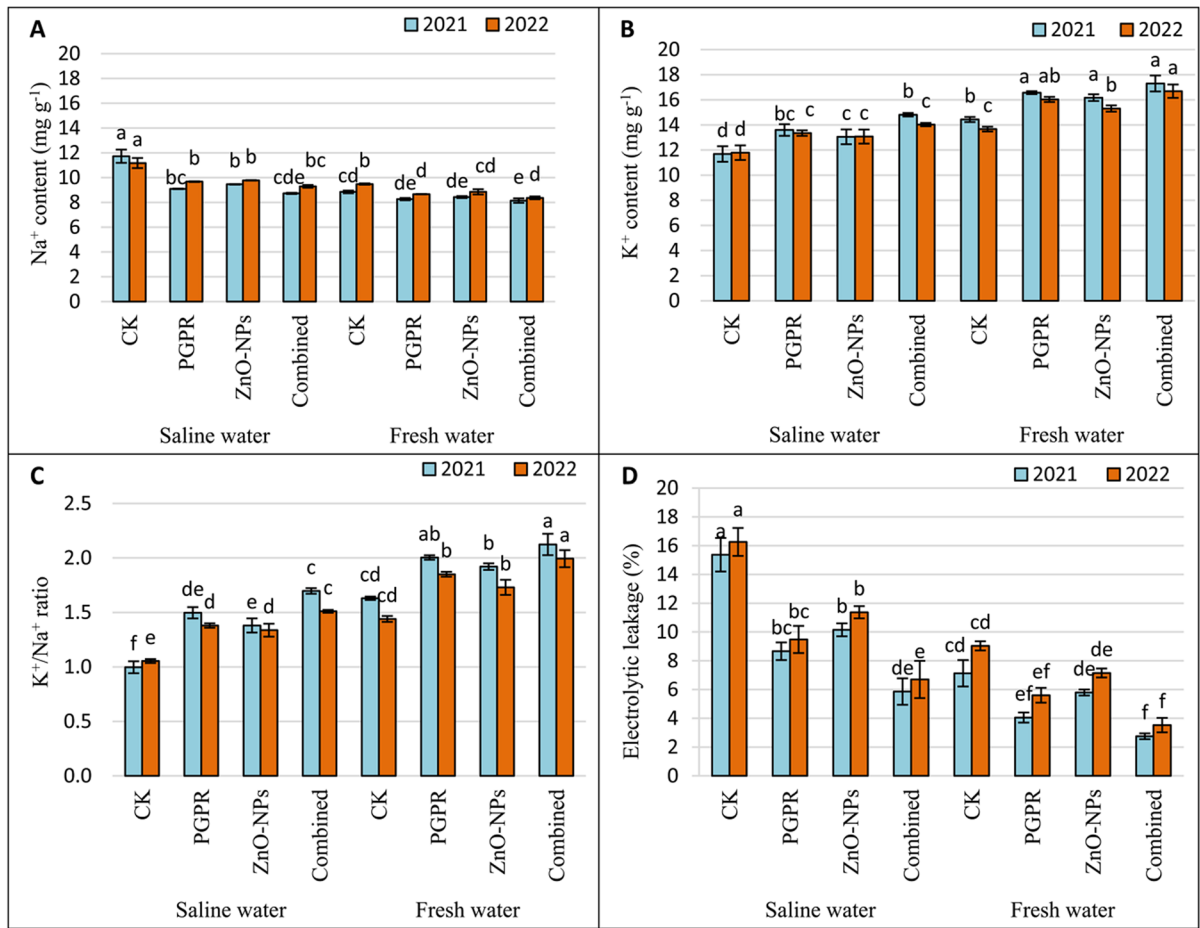 A
2021 2022
Na⁺ content (mg g⁻¹)
20
18
16
14
12
10
8
6
4
2
0
a a bc b b b cde bc cd b de d de cd e d
CK PGPR ZnO-NPs Combined CK PGPR ZnO-NPs Combined
Saline water Fresh water
B
2021 2022
K⁺ content (mg g⁻¹)
20
18
16
14
12
10
8
6
4
2
0
d d bc c c c b c b c a ab a b a a
CK PGPR ZnO-NPs Combined CK PGPR ZnO-NPs Combined
Saline water Fresh water
C
2021 2022
K⁺/Na⁺ ratio
2.5
2.0
1.5
1.0
0.5
0.0
f e de d e d c c cd cd ab b b b a a
CK PGPR ZnO-NPs Combined CK PGPR ZnO-NPs Combined
Saline water Fresh water
D
2021 2022
Electrolytic leakage (%)
20
18
16
14
12
10
8
6
4
2
0
a a bc bc b b de e cd cd ef ef de de f f
CK PGPR ZnO-NPs Combined CK PGPR ZnO-NPs Combined
Saline water Fresh water